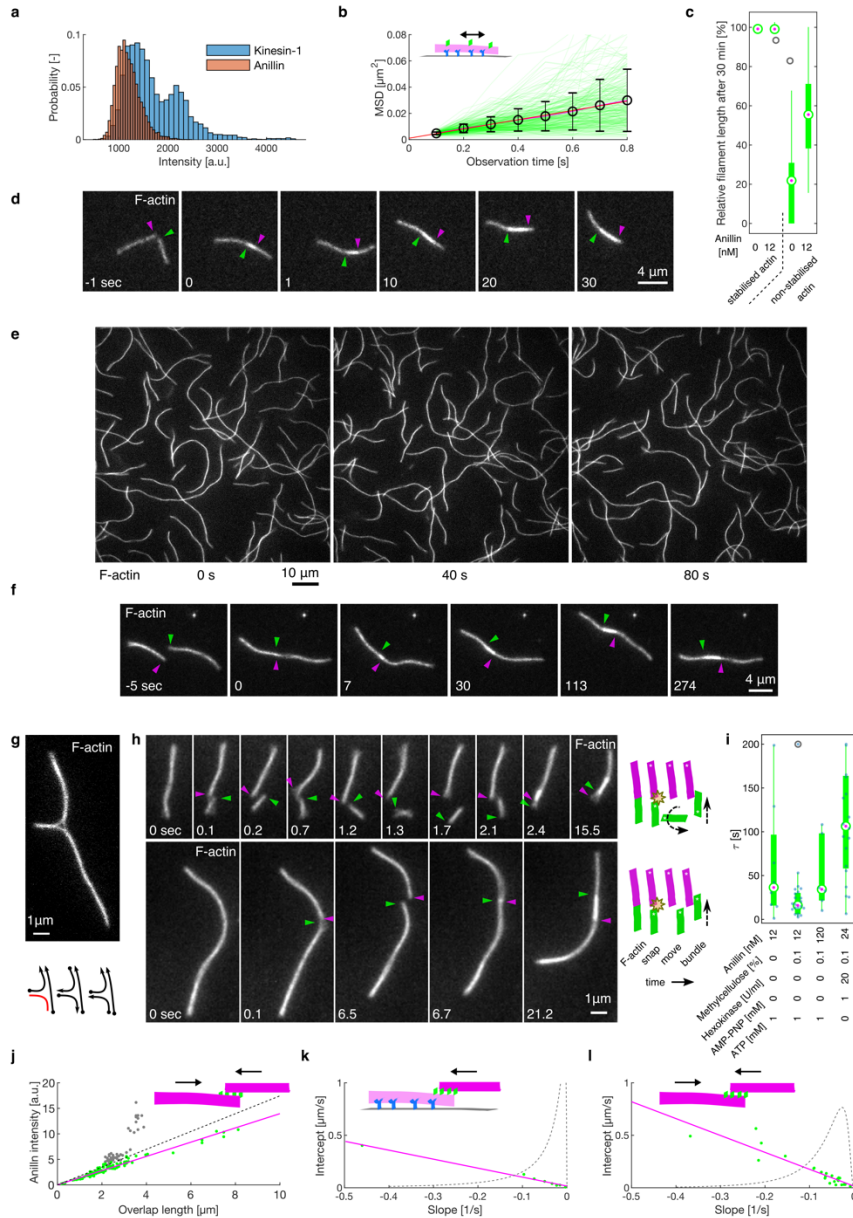 a
Probability [-]
0.1
0.05
0
1000
2000
3000
4000
Intensity [a.u.]
Kinesin-1
Anillin
b
MSD [µm²]
0.08
0.06
0.04
0.02
0
0.2
0.4
0.6
0.8
Observation time [s]
c
Relative filament length after 30 min [%]
100
80
60
40
20
0
Anillin
[nM]
0 12 0 12
stabilised actin
non-stabilised
actin
d
F-actin
-1 sec
0
1
10
20
30
4 µm
e
F-actin
0 s
10 µm
40 s
80 s
f
F-actin
-5 sec
0
7
30
113
274
4 µm
g
F-actin
1µm
h
0 sec
0.1
0.2
0.7
1.2
1.3
1.7
2.1
2.4
15.5
F-actin
0 sec
0.1
6.5
6.7
21.2
1µm
F-actin
snap
move
bundle
time
i
τ [s]
200
150
100
50
0
Anillin [nM] 12 12 120 24
Methylcellulose [%] 0 0.1 0.1 0.1
Hexokinase [U/ml] 0 0 0 20
AMP-PNP [mM] 0 0 0 1
ATP [mM] 1 1 1 0
j
Anilln intensity [a.u.]
20
15
10
5
0
0
2
4
6
8
10
Overlap length [µm]
k
Intercept [µm/s]
1
0.5
0
-0.5
-0.4
-0.3
-0.2
-0.1
0
Slope [1/s]
l
Intercept [µm/s]
1
0.5
0
-0.5
-0.4
-0.3
-0.2
-0.1
0
Slope [1/s]